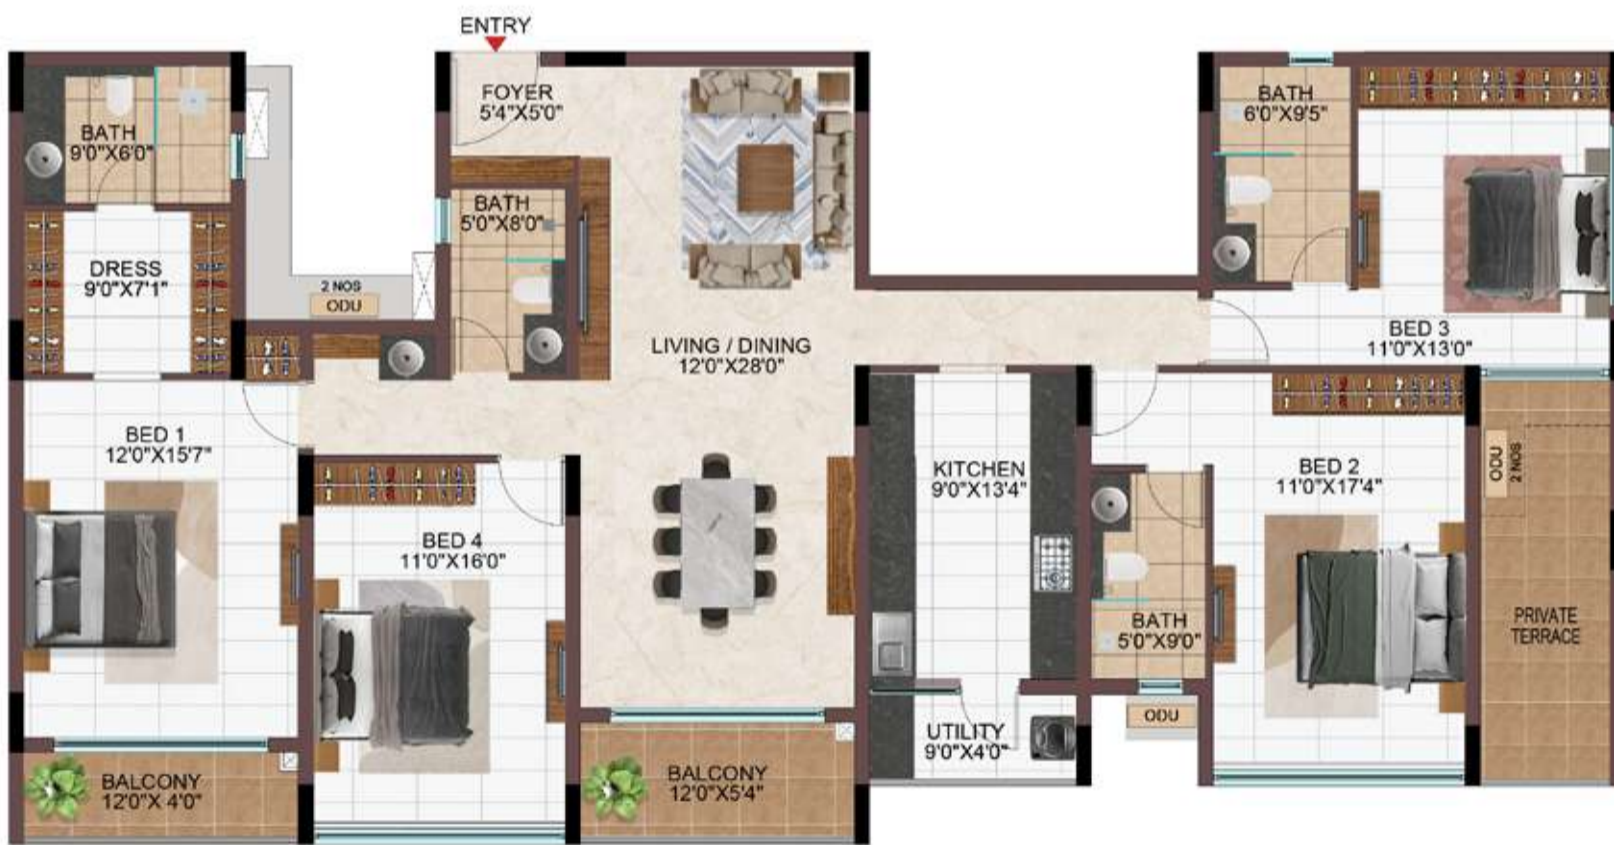 ENTRY
FOYER
5'4"X5'0"
BATH
9'0"X6'0"
BATH
6'0"X9'5"
BATH
5'0"X8'0"
DRESS
9'0"X7'1"
2 NOS
ODU
LIVING / DINING
12'0"X28'0"
BED 3
11'0"X13'0"
BED 1
12'0"X15'7"
KITCHEN
9'0"X13'4"
BED 2
11'0"X17'4"
ODU
2 NOS
BED 4
11'0"X16'0"
BATH
5'0"X9'0"
PRIVATE
TERRACE
ODU
UTILITY
9'0"X4'0"
BALCONY
12'0"X 4'0"
BALCONY
12'0"X5'4"